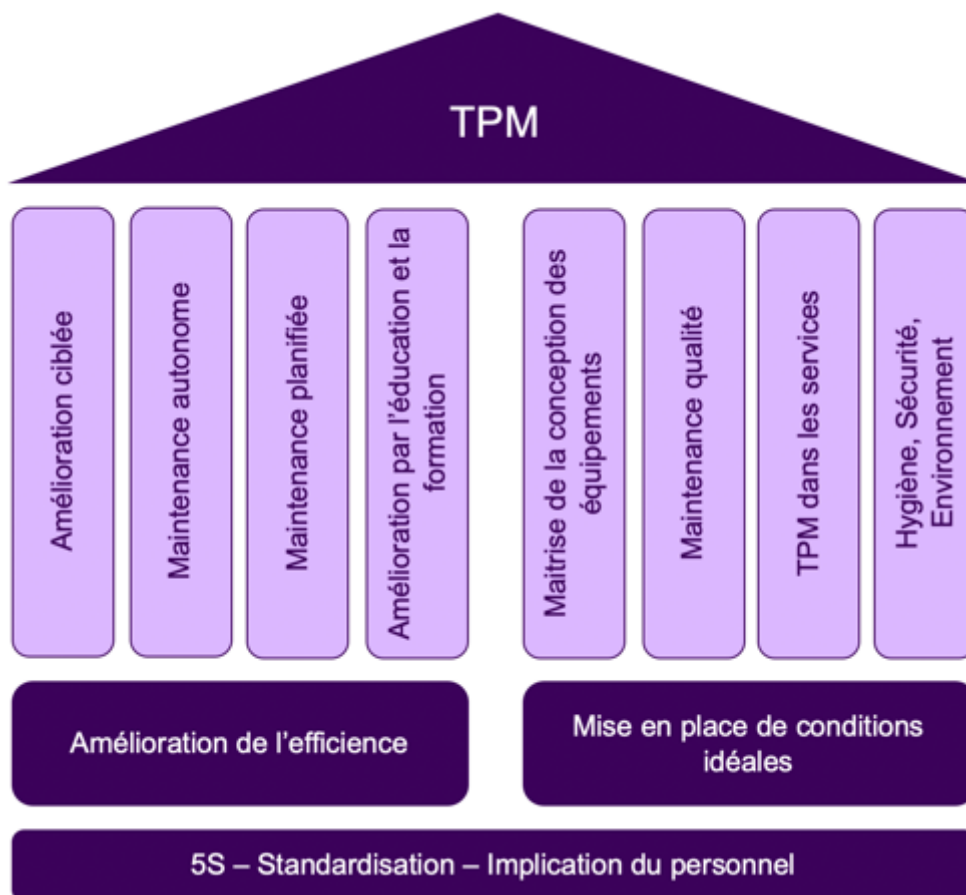 TPM
Amélioration ciblée
Maintenance autonome
Maintenance planifiée
Amélioration par l'éducation et la
formation
Maitrise de la conception des
équipements
Maintenance qualité
TPM dans les services
Hygiène, Sécurité,
Environnement
Amélioration de l'efficience
Mise en place de conditions
idéales
5S – Standardisation – Implication du personnel